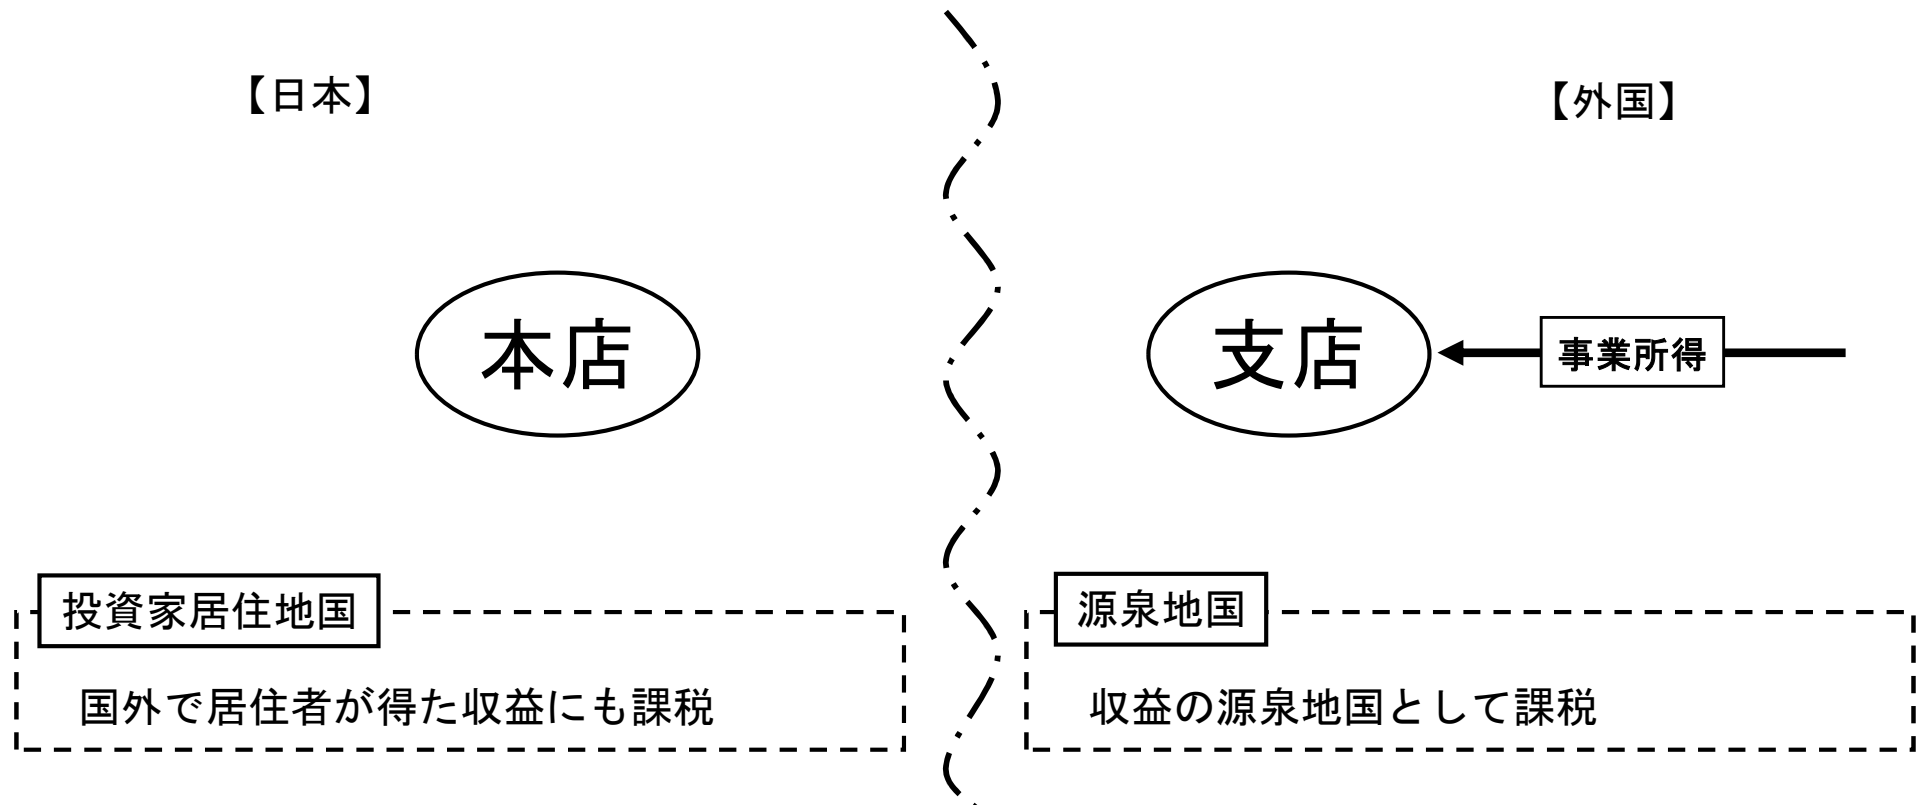 【日本】
【外国】
本店
支店
事業所得
投資家居住地国
国外で居住者が得た収益にも課税
源泉地国
収益の源泉地国として課税